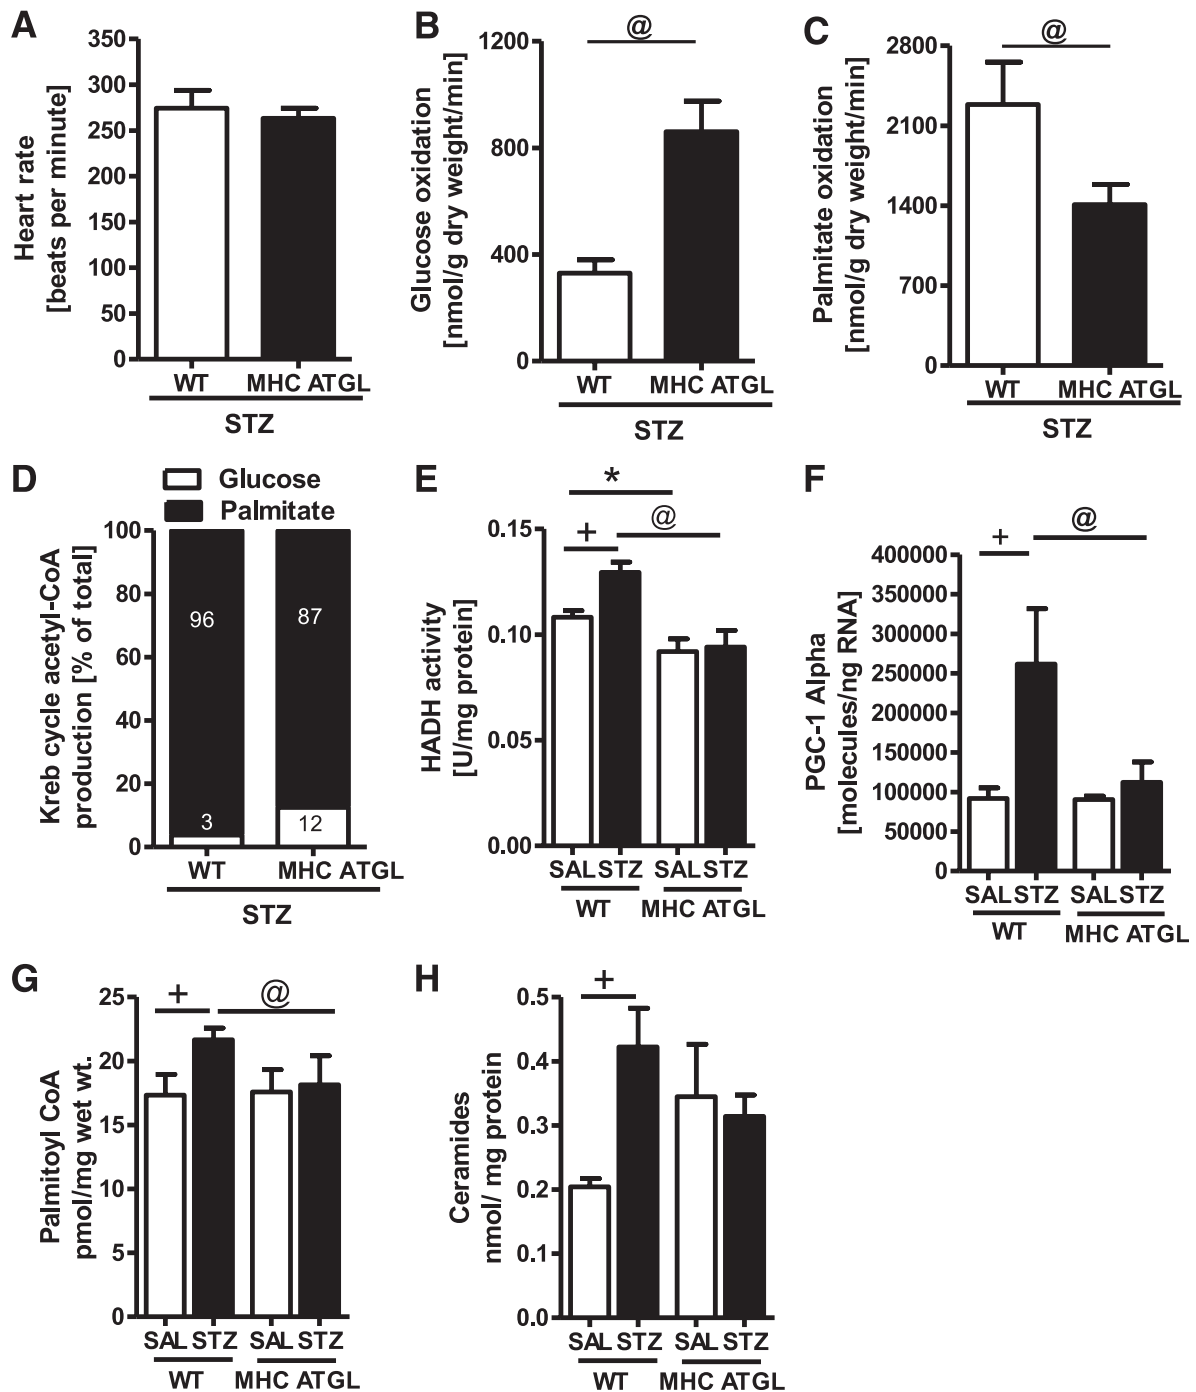 A
350
300
250
200
250
100
50
0
Heart rate
[beats per minute]
WT
MHC ATGL
STZ
B
@
1200
800
400
0
Glucose oxidation
[nmol/g dry weight/min]
WT
MHC ATGL
STZ
C
@
2800
2100
1400
700
0
Palmitate oxidation
[nmol/g dry weight/min]
WT
MHC ATGL
STZ
D
Glucose
Palmitate
100
80
60
40
20
0
Kreb cycle acetyl-CoA
production [% of total]
96
87
3
12
WT
MHC ATGL
STZ
E
*
+
@
0.15
0.10
0.05
0.00
HADH activity
[U/mg protein]
SAL STZ
SAL STZ
WT
MHC ATGL
F
+
@
400000
350000
300000
250000
200000
150000
100000
50000
0
PGC-1 Alpha
[molecules/ng RNA]
SAL STZ
SAL STZ
WT
MHC ATGL
G
+
@
25
20
15
10
5
0
Palmitoyl CoA
pmol/mg wet wt.
SAL STZ
SAL STZ
WT
MHC ATGL
H
+
0.5
0.4
0.3
0.2
0.1
0.0
Ceramides
nmol/ mg protein
SAL STZ
SAL STZ
WT
MHC ATGL